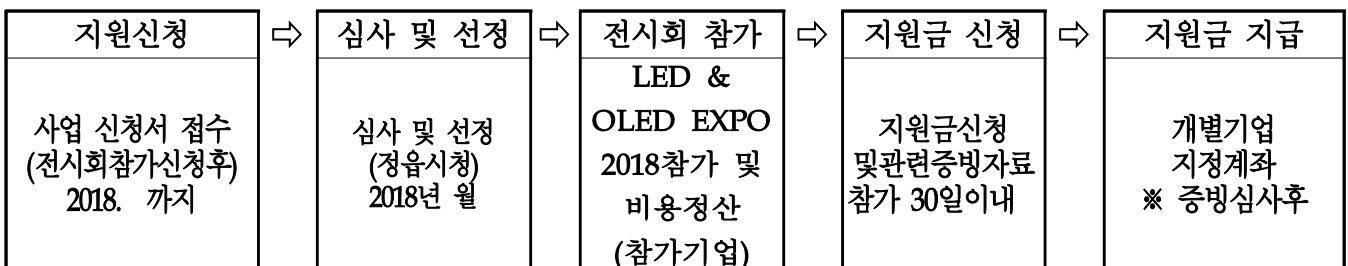 지원신청
사업 신청서 접수
(전시회참가신청후)
2018. 까지
⇨
심사 및 선정
심사 및 선정
(정읍시청)
2018년 월
⇨
전시회 참가
LED &
OLED EXPO
2018참가 및
비용정산
(참가기업)
⇨
지원금 신청
지원금신청
및관련증빙자료
참가 30일이내
⇨
지원금 지급
개별기업
지정계좌
※ 증빙심사후